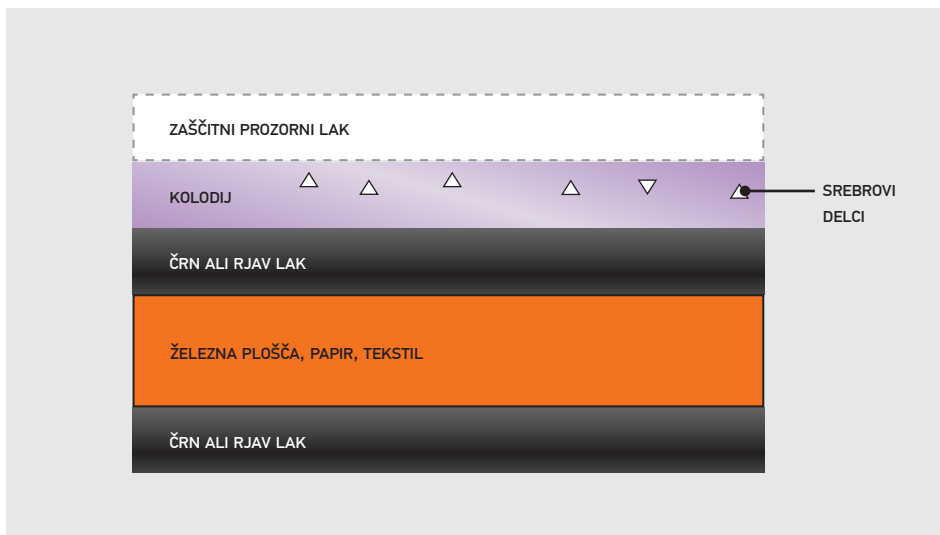 ZAŠČITNI PROZORNI LAK
KOLODIJ
SREBROVI
DELCI
ČRN ALI RJAV LAK
ŽELEZNA PLOŠČA, PAPIR, TEKSTIL
ČRN ALI RJAV LAK